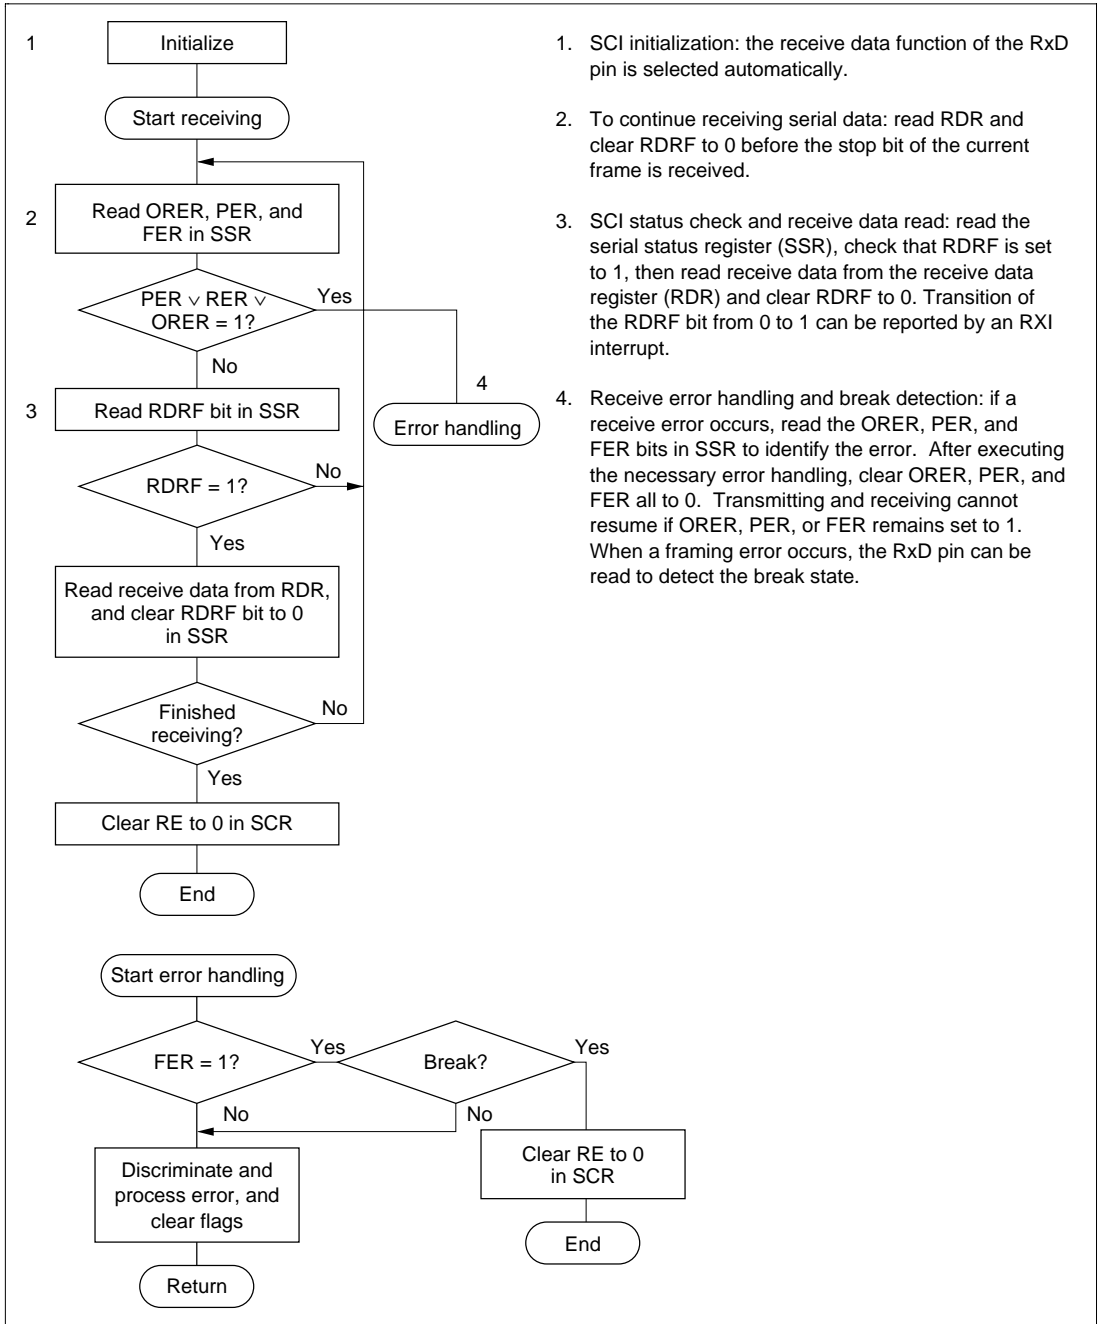 1
Initialize
Start receiving
2
Read ORER, PER, and
FER in SSR
PER ∨ RER ∨
ORER = 1?
Yes
No
4
Error handling
3
Read RDRF bit in SSR
RDRF = 1?
No
Yes
Read receive data from RDR,
and clear RDRF bit to 0
in SSR
Finished
receiving?
No
Yes
Clear RE to 0 in SCR
End
1. SCI initialization: the receive data function of the RxD
pin is selected automatically.
2. To continue receiving serial data: read RDR and
clear RDRF to 0 before the stop bit of the current
frame is received.
3. SCI status check and receive data read: read the
serial status register (SSR), check that RDRF is set
to 1, then read receive data from the receive data
register (RDR) and clear RDRF to 0. Transition of
the RDRF bit from 0 to 1 can be reported by an RXI
interrupt.
4. Receive error handling and break detection: if a
receive error occurs, read the ORER, PER, and
FER bits in SSR to identify the error. After executing
the necessary error handling, clear ORER, PER, and
FER all to 0. Transmitting and receiving cannot
resume if ORER, PER, or FER remains set to 1.
When a framing error occurs, the RxD pin can be
read to detect the break state.
Start error handling
FER = 1?
Yes
No
Break?
Yes
No
Clear RE to 0
in SCR
End
Discriminate and
process error, and
clear flags
Return